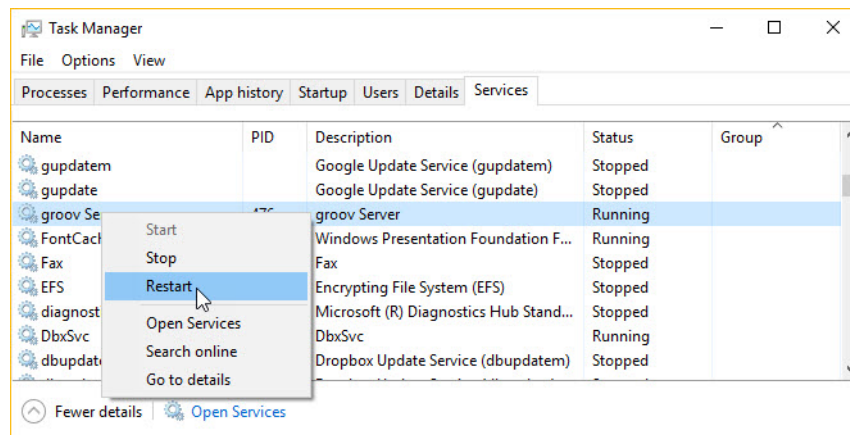 Task Manager
File Options View
Processes Performance App history Startup Users Details Services
Name PID Description Status Group
gupdatem Google Update Service (gupdatem) Stopped
gupdate Google Update Service (gupdate) Stopped
groov Se groov Server Running
FontCach Windows Presentation Foundation F... Running
Fax Fax Stopped
EFS Encrypting File System (EFS) Stopped
diagnost Microsoft (R) Diagnostics Hub Stand... Stopped
DbxSvc DbxSvc Running
dbupdate Dropbox Update Service (dbupdatem) Stopped
Start
Stop
Restart
Open Services
Search online
Go to details
Fewer details Open Services